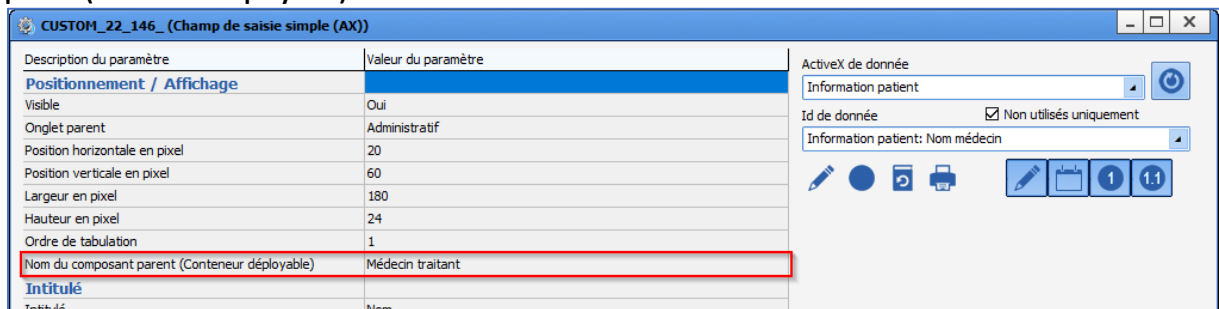 CUSTOM_22_146_ (Champ de saisie simple (AX))
Description du paramètre Valeur du paramètre
Positionnement / Affichage
Visible Oui
Onglet parent Administratif
Position horizontale en pixel 20
Position verticale en pixel 60
Largeur en pixel 180
Hauteur en pixel 24
Ordre de tabulation 1
Nom du composant parent (Conteneur déployable) Médecin traitant
Intitulé
ActiveX de donnée
Information patient
Id de donnée Non utilisés uniquement
Information patient: Nom médecin
1 1.1